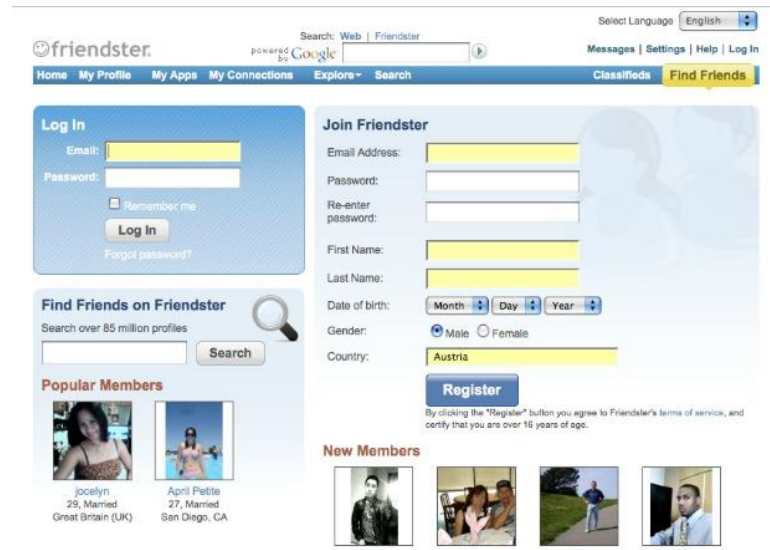 Select Language English
friendster.
Search: Web | Friendster
powered by Google
Messages | Settings | Help | Log In
Home My Profile My Apps My Connections Explore Search Classifieds Find Friends
Log In
Email:
Password:
Remember me
Log In
Forgot password?
Find Friends on Friendster
Search over 85 million profiles
Search
Popular Members
jocelyn
29, Married
Great Britain (UK)
April Petite
27, Married
San Diego, CA
Join Friendster
Email Address:
Password:
Re-enter
password:
First Name:
Last Name:
Date of birth: Month Day Year
Gender: Male Female
Country: Austria
Register
By clicking the "Register" button you agree to Friendster's terms of service, and
certify that you are over 16 years of age.
New Members